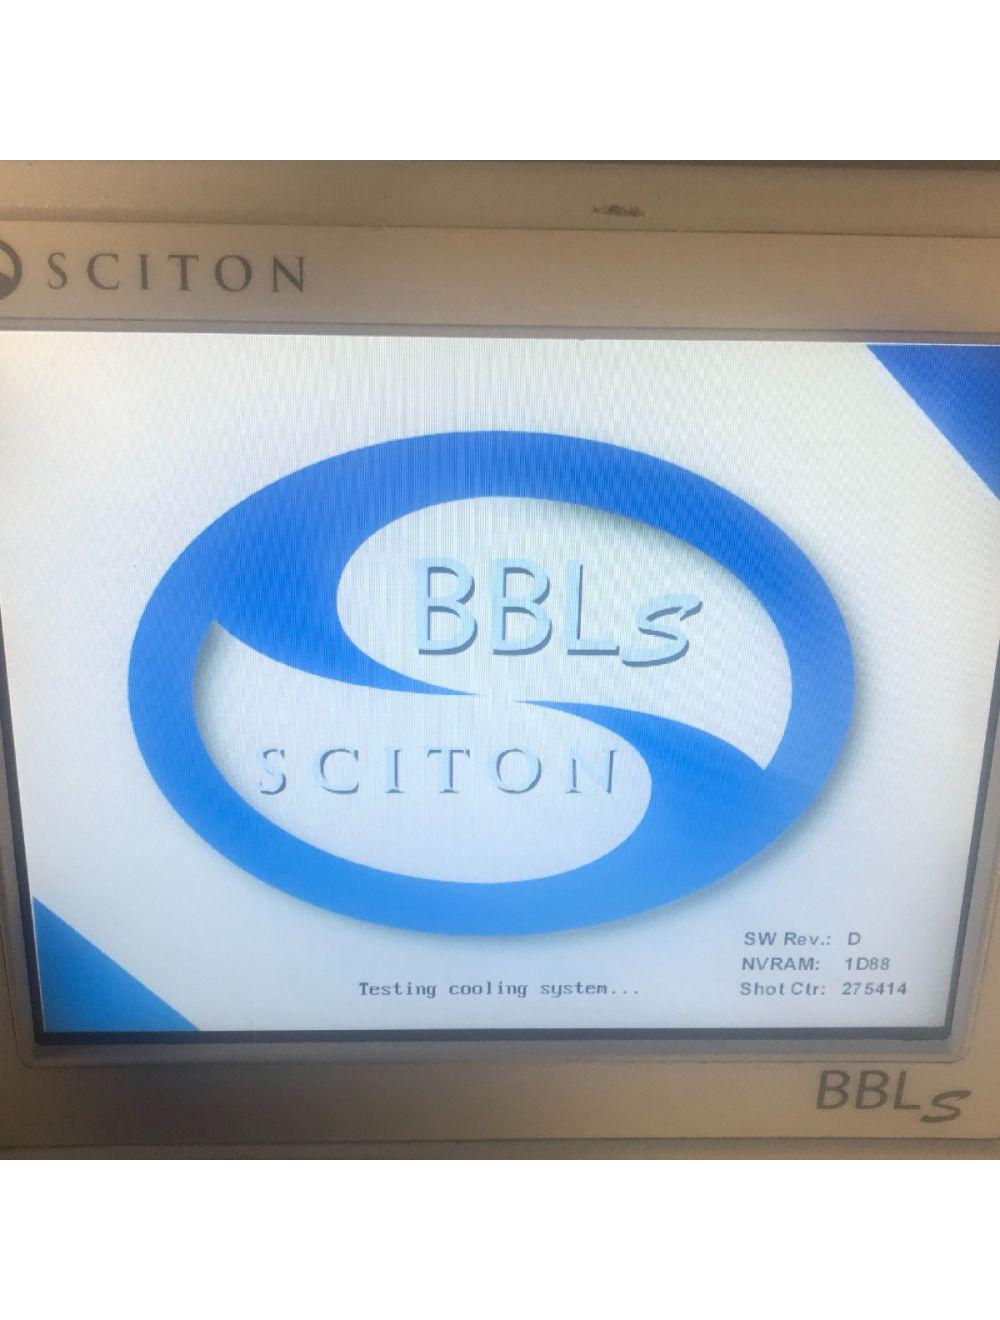 SCITON
BBLs
SCITON
SW Rev.: D
NVRAM: 1D88
Testing cooling system...
Shot Ctr: 275414
BBLs